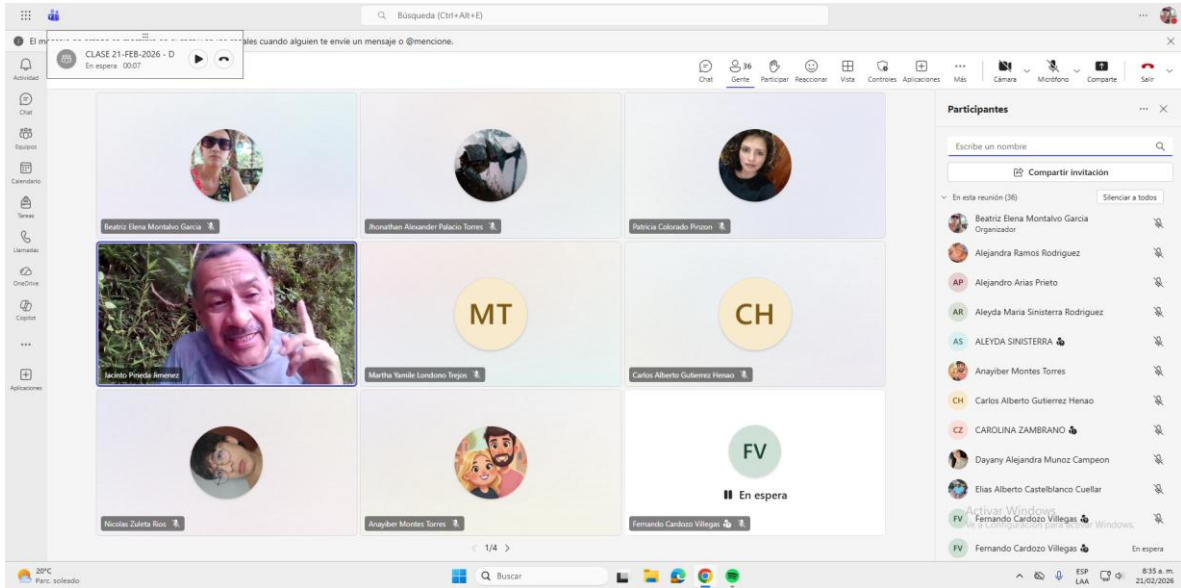 Búsqueda (Ctrl+Alt+E)
ales cuando alguien te envíe un mensaje o @mencione.
CLASE 21-FEB-2026 - D
En espera 00:07
Chat
36
Gente
Participar
Reaccionar
Vista
Controles
Aplicaciones
Más
Cámara
Micrófono
Comparte
Salir
Actividad
Chat
Equipos
Calendario
Tareas
Llamadas
OneDrive
Copilot
Aplicaciones
Beatriz Elena Montalvo Garcia
Jhonathan Alexander Palacio Torres
Patricia Colorado Pinzon
Jacinto Pineda Jimenez
MT
Martha Yamile Londono Trejos
CH
Carlos Alberto Gutierrez Henao
Nicolas Zuleta Rios
Anayiber Montes Torres
FV
En espera
Fernando Cardozo Villegas
1/4
Participantes
Escribe un nombre
Compartir invitación
En esta reunión (36)
Silenciar a todos
Beatriz Elena Montalvo Garcia
Organizador
Alejandra Ramos Rodriguez
AP Alejandro Arias Prieto
AR Aleyda Maria Sinisterra Rodriguez
AS ALEYDA SINISTERRA
Anayiber Montes Torres
CH Carlos Alberto Gutierrez Henao
CZ CAROLINA ZAMBRANO
Dayany Alejandra Munoz Campeon
Elias Alberto Castelblanco Cuellar
Activar Windows
FV Fernando Cardozo Villegas
Ve a Configuración para activar Windows.
FV Fernando Cardozo Villegas En espera
20°C
Parc. soleado
Buscar
ESP
LAA
8:35 a. m.
21/02/2026